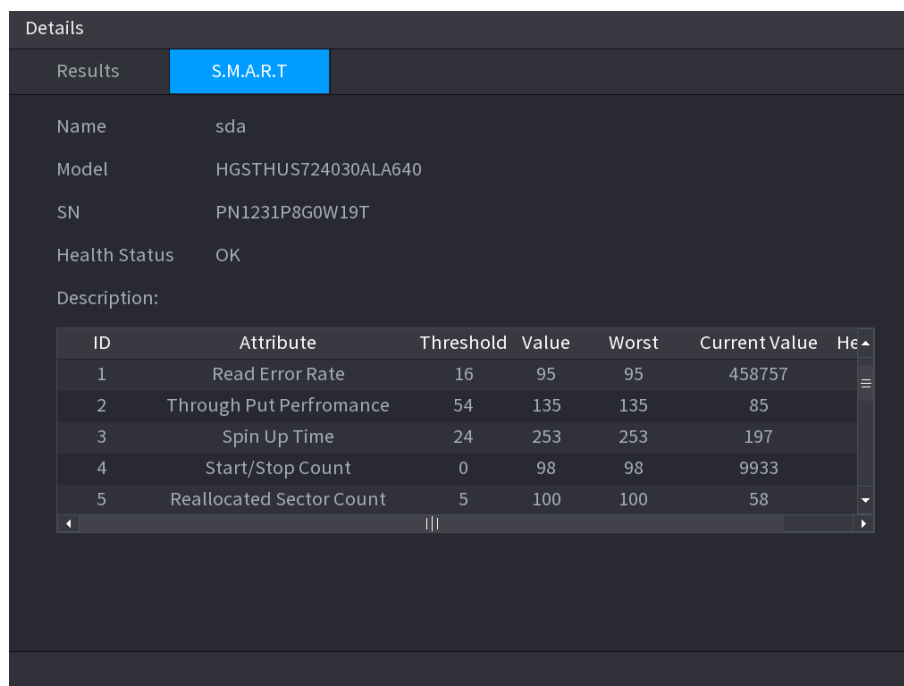 Details
Results S.M.A.R.T
Name sda
Model HGSTHUS724030ALA640
SN PN1231P8G0W19T
Health Status OK
Description:
ID Attribute Threshold Value Worst Current Value He
1 Read Error Rate 16 95 95 458757
2 Through Put Perfromance 54 135 135 85
3 Spin Up Time 24 253 253 197
4 Start/Stop Count 0 98 98 9933
5 Reallocated Sector Count 5 100 100 58